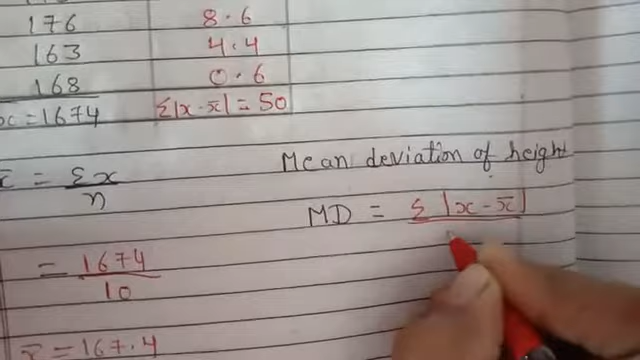 176 8.6
163 4.4
168 0.6
x = 1674 Σ|x-x̄| = 50
Mean deviation of height
x̄ = Σx / n
MD = Σ|x-x̄|
= 1674 / 10
x̄ = 167.4